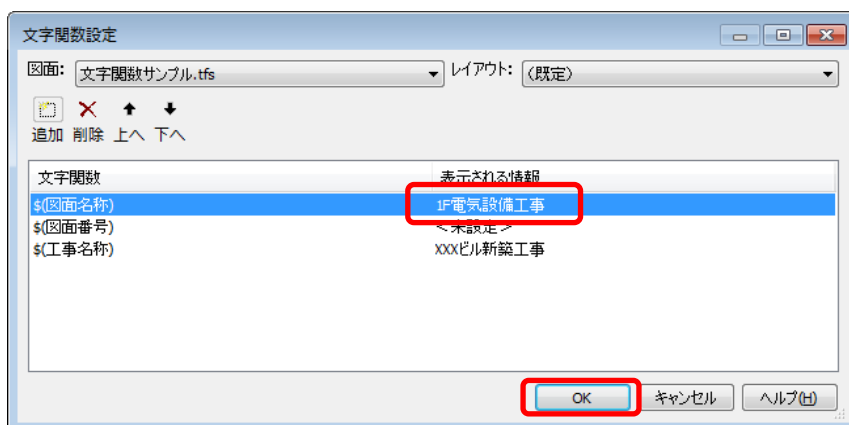 文字関数設定
図面: 文字関数サンプル.tfs レイアウト: (既定)
追加 削除 上へ 下へ
文字関数 表示される情報
$(図面名称) 1F電気設備工事
$(図面番号) <未設定>
$(工事名称) XXXビル新築工事
OK キャンセル ヘルプ(H)